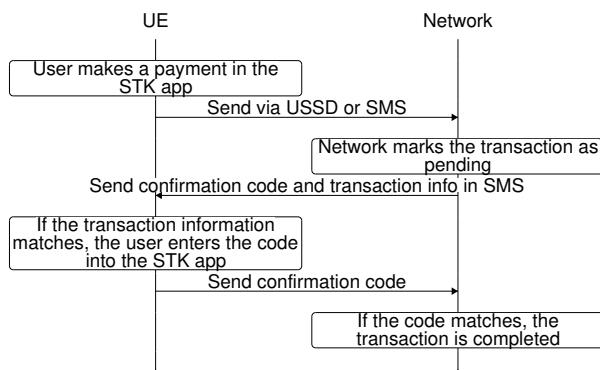 UE
Network
User makes a payment in the
STK app
Send via USSD or SMS
Network marks the transaction as
pending
Send confirmation code and transaction info in SMS
If the transaction information
matches, the user enters the code
into the STK app
Send confirmation code
If the code matches, the
transaction is completed